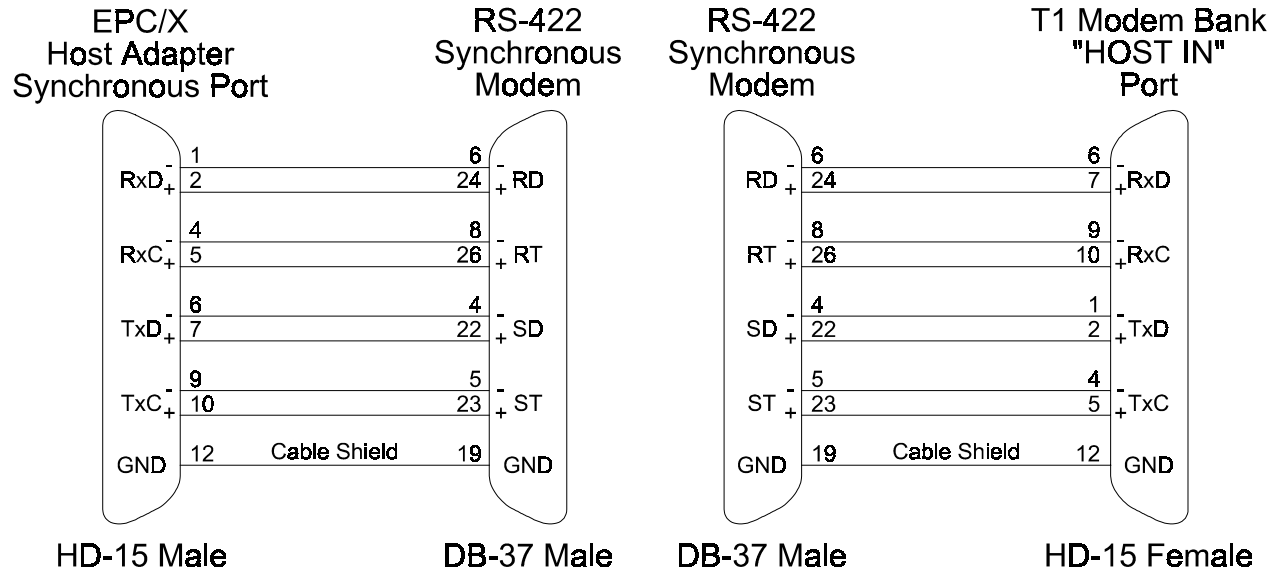 EPC/X
Host Adapter
Synchronous Port
RS-422
Synchronous
Modem
RS-422
Synchronous
Modem
T1 Modem Bank
"HOST IN"
Port
RxD - + 1 2 6 24 - + RD
RxC - + 4 5 8 26 - + RT
TxD - + 6 7 4 22 - + SD
TxC - + 9 10 5 23 - + ST
GND 12 Cable Shield 19 GND
RD - + 6 24 6 7 - + RxD
RT - + 8 26 9 10 - + RxC
SD - + 4 22 1 2 - + TxD
ST - + 5 23 4 5 - + TxC
GND 19 Cable Shield 12 GND
HD-15 Male
DB-37 Male
DB-37 Male
HD-15 Female